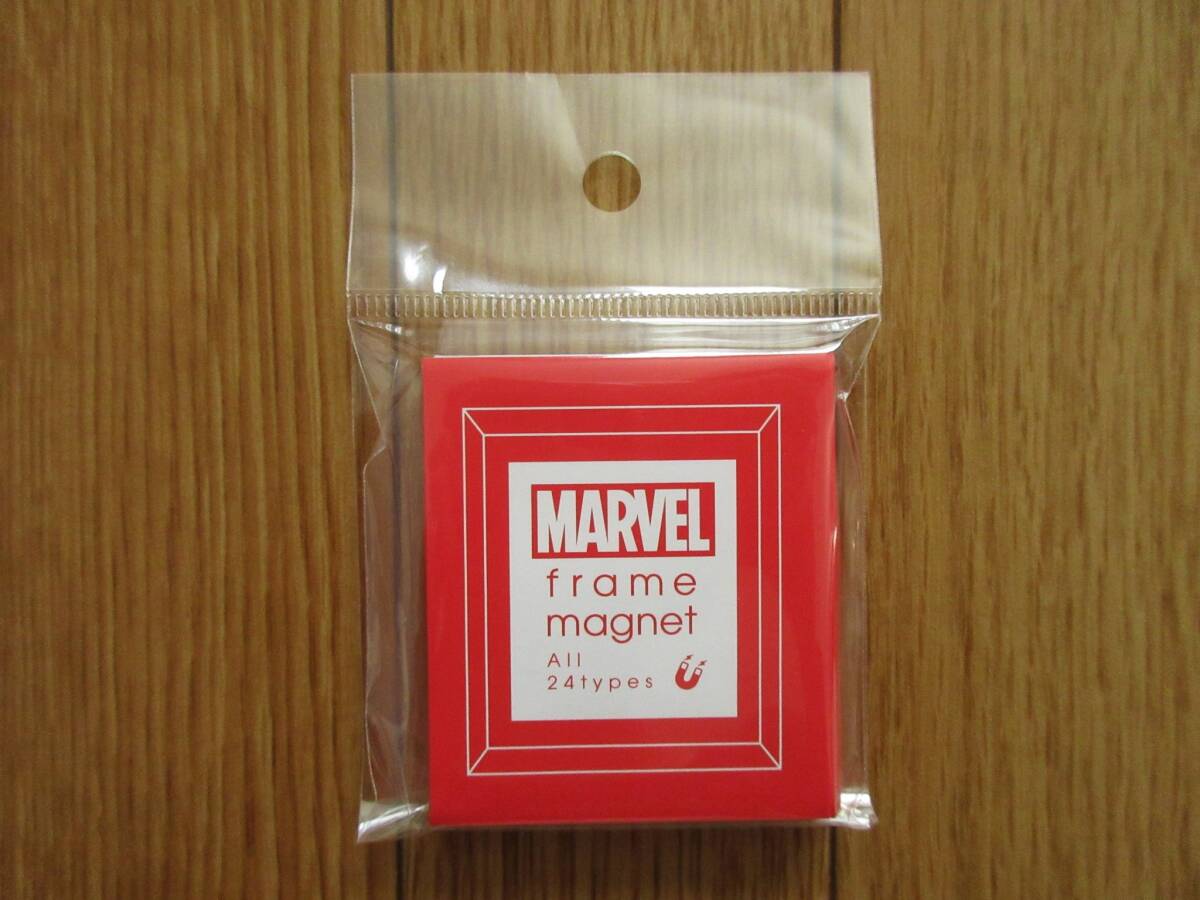 MARVEL
frame
magnet
All
24types